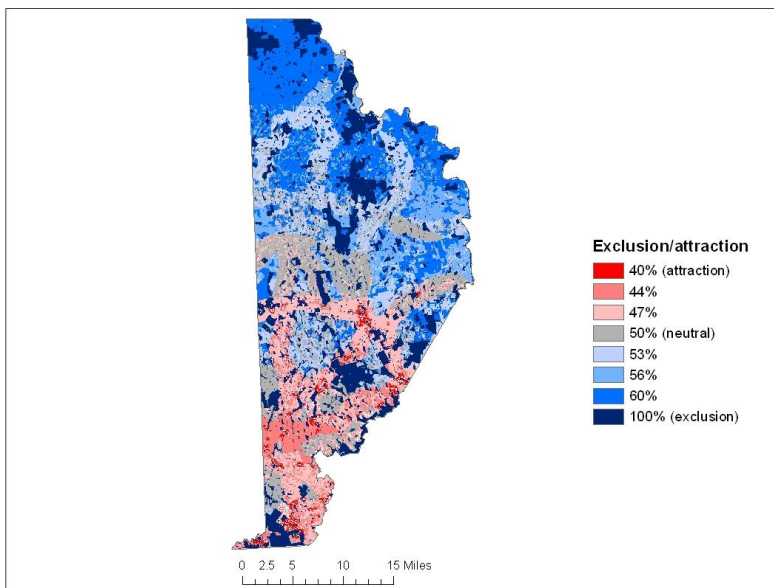 Exclusion/attraction
40% (attraction)
44%
47%
50% (neutral)
53%
56%
60%
100% (exclusion)
0 2.5 5 10 15 Miles